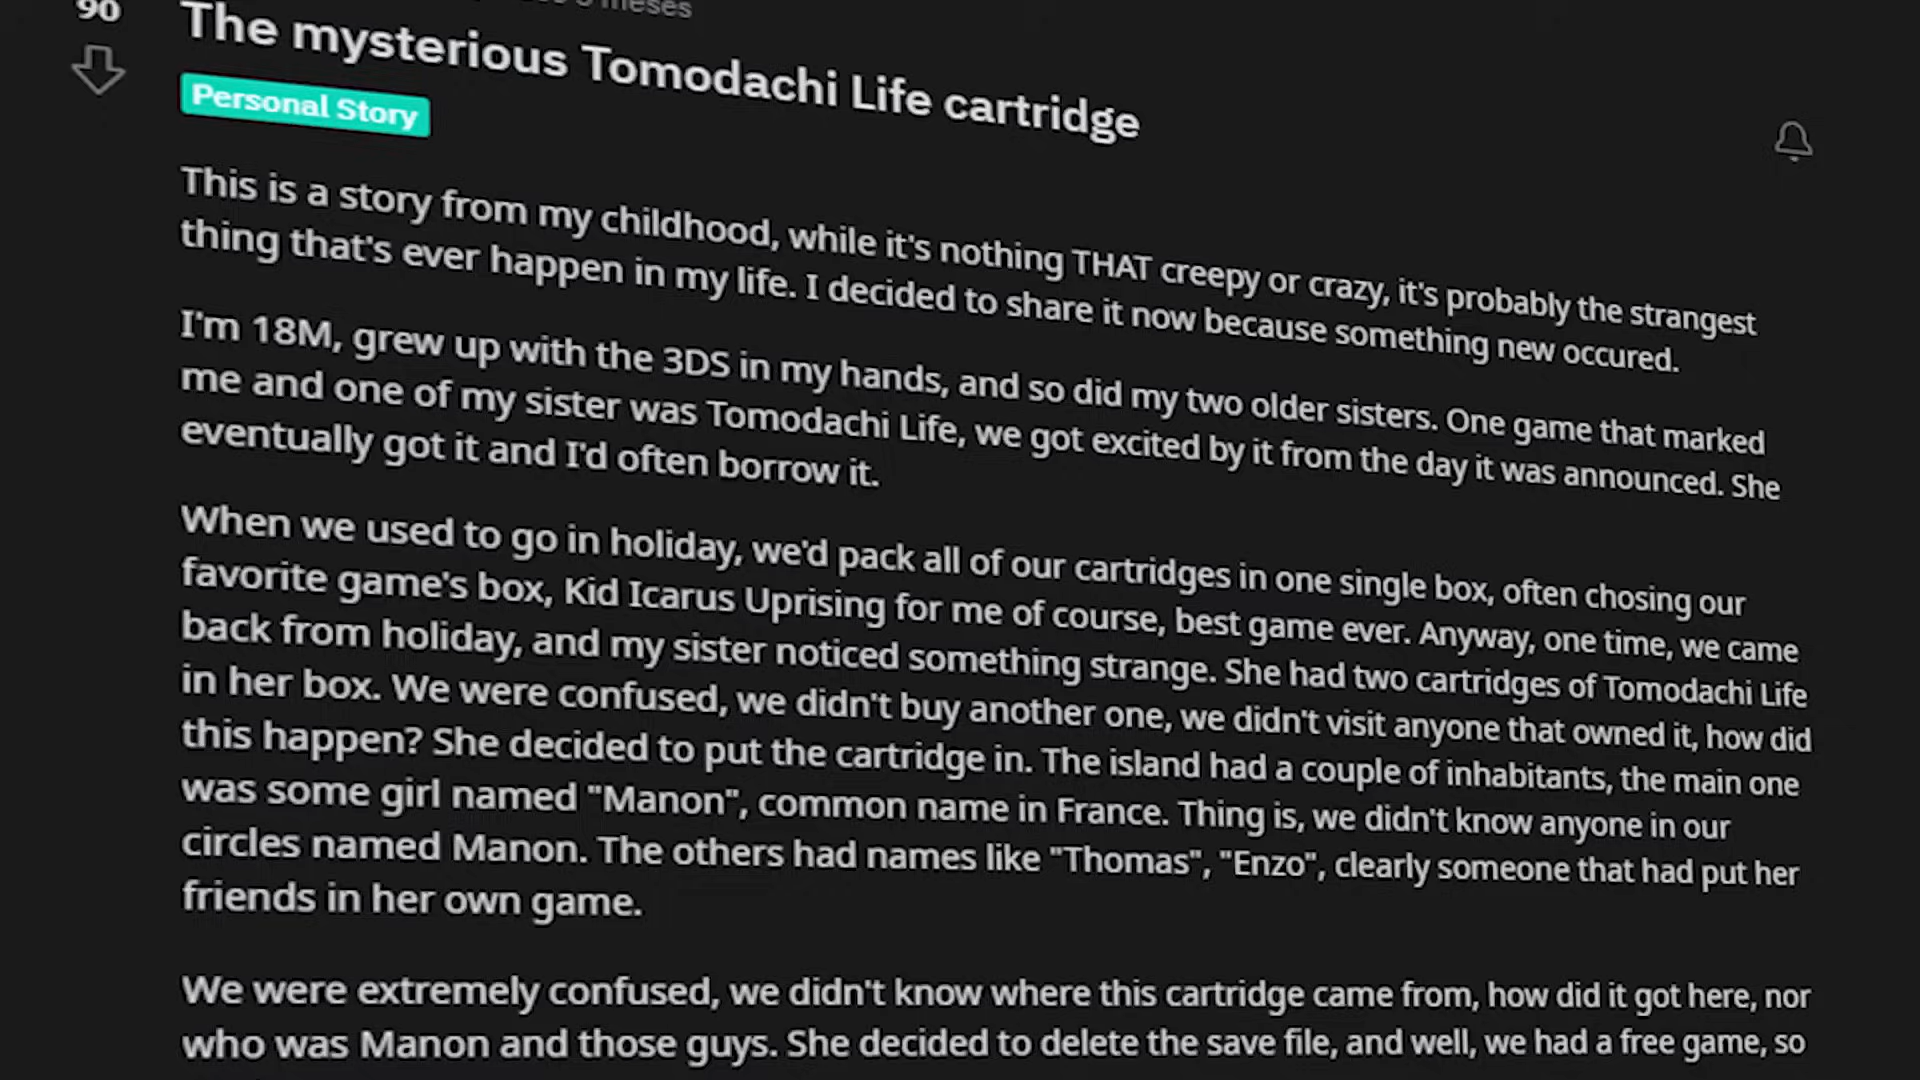 90
meses
The mysterious Tomodachi Life cartridge
Personal Story
This is a story from my childhood, while it's nothing THAT creepy or crazy, it's probably the strangest
thing that's ever happen in my life. I decided to share it now because something new occured.
I'm 18M, grew up with the 3DS in my hands, and so did my two older sisters. One game that marked
me and one of my sister was Tomodachi Life, we got excited by it from the day it was announced. She
eventually got it and I'd often borrow it.
When we used to go in holiday, we'd pack all of our cartridges in one single box, often chosing our
favorite game's box, Kid Icarus Uprising for me of course, best game ever. Anyway, one time, we came
back from holiday, and my sister noticed something strange. She had two cartridges of Tomodachi Life
in her box. We were confused, we didn't buy another one, we didn't visit anyone that owned it, how did
this happen? She decided to put the cartridge in. The island had a couple of inhabitants, the main one
was some girl named "Manon", common name in France. Thing is, we didn't know anyone in our
circles named Manon. The others had names like "Thomas", "Enzo", clearly someone that had put her
friends in her own game.
We were extremely confused, we didn't know where this cartridge came from, how did it got here, nor
who was Manon and those guys. She decided to delete the save file, and well, we had a free game, so